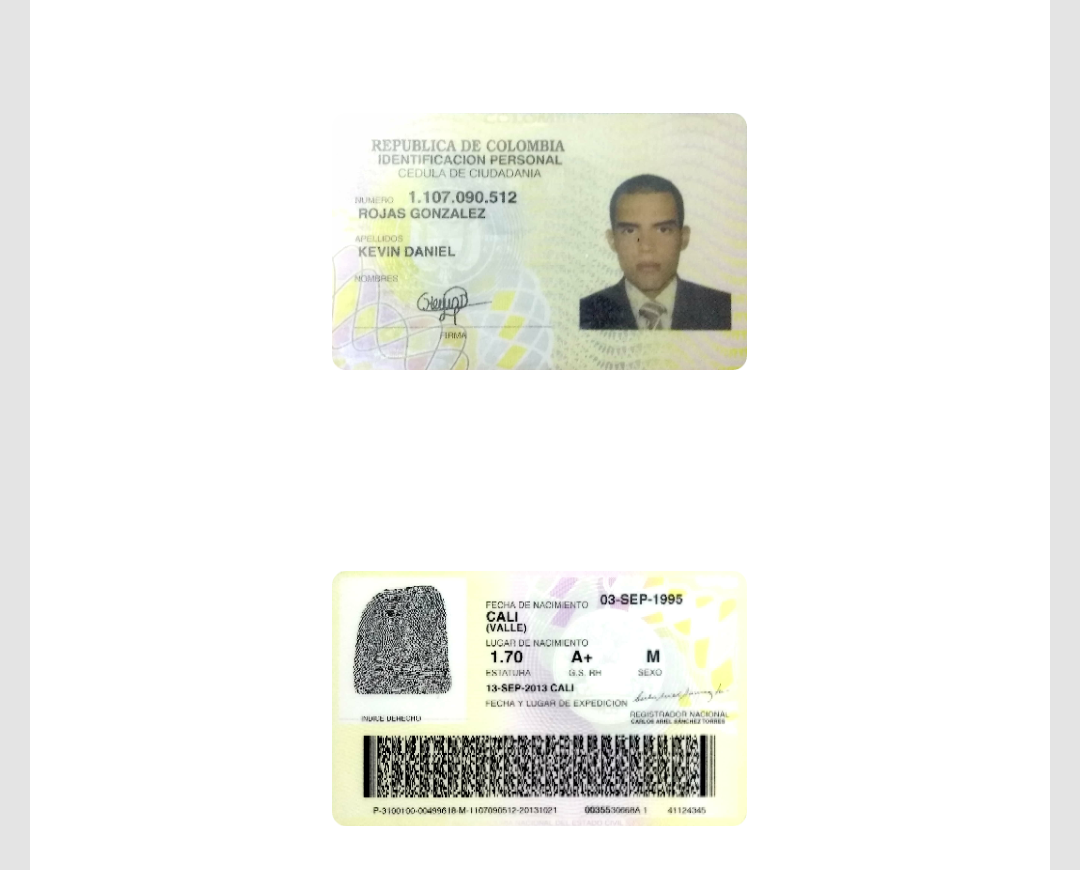 COLOMBIA
REPUBLICA DE COLOMBIA
IDENTIFICACION PERSONAL
CEDULA DE CIUDADANIA
NUMERO 1.107.090.512
ROJAS GONZALEZ
APELLIDOS
KEVIN DANIEL
NOMBRES
FIRMA
FECHA DE NACIMIENTO 03-SEP-1995
CALI
(VALLE)
LUGAR DE NACIMIENTO
1.70 A+ M
ESTATURA G.S. RH SEXO
13-SEP-2013 CALI
FECHA Y LUGAR DE EXPEDICION
REGISTRADOR NACIONAL
CARLOS ARIEL SANCHEZ TORRES
INDICE DERECHO
P-3100100-00499618-M-1107090512-20131021 0035530668A 1 41124345